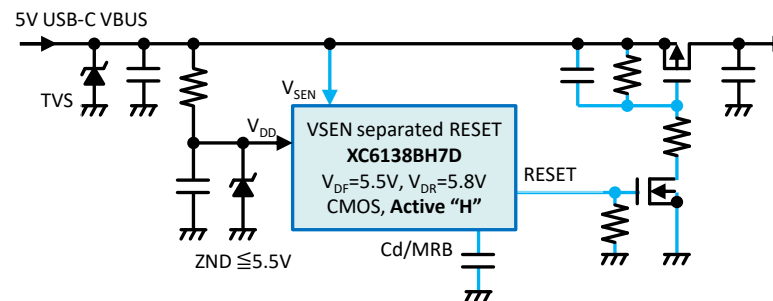 5V USB-C VBUS
TVS
VSEN
VDD
VSEN separated RESET
XC6138BH7D
VDF=5.5V, VDR=5.8V
CMOS, Active “H”
RESET
Cd/MRB
ZND ≦5.5V